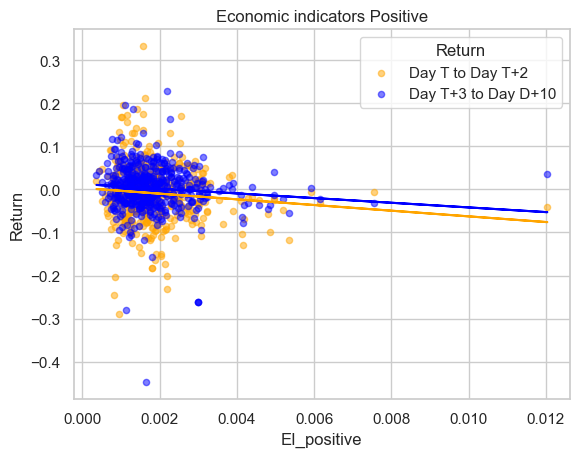 Economic indicators Positive
Return
Day T to Day T+2
Day T+3 to Day D+10
0.3
0.2
0.1
0.0
−0.1
−0.2
−0.3
−0.4
Return
0.000
0.002
0.004
0.006
0.008
0.010
0.012
EI_positive